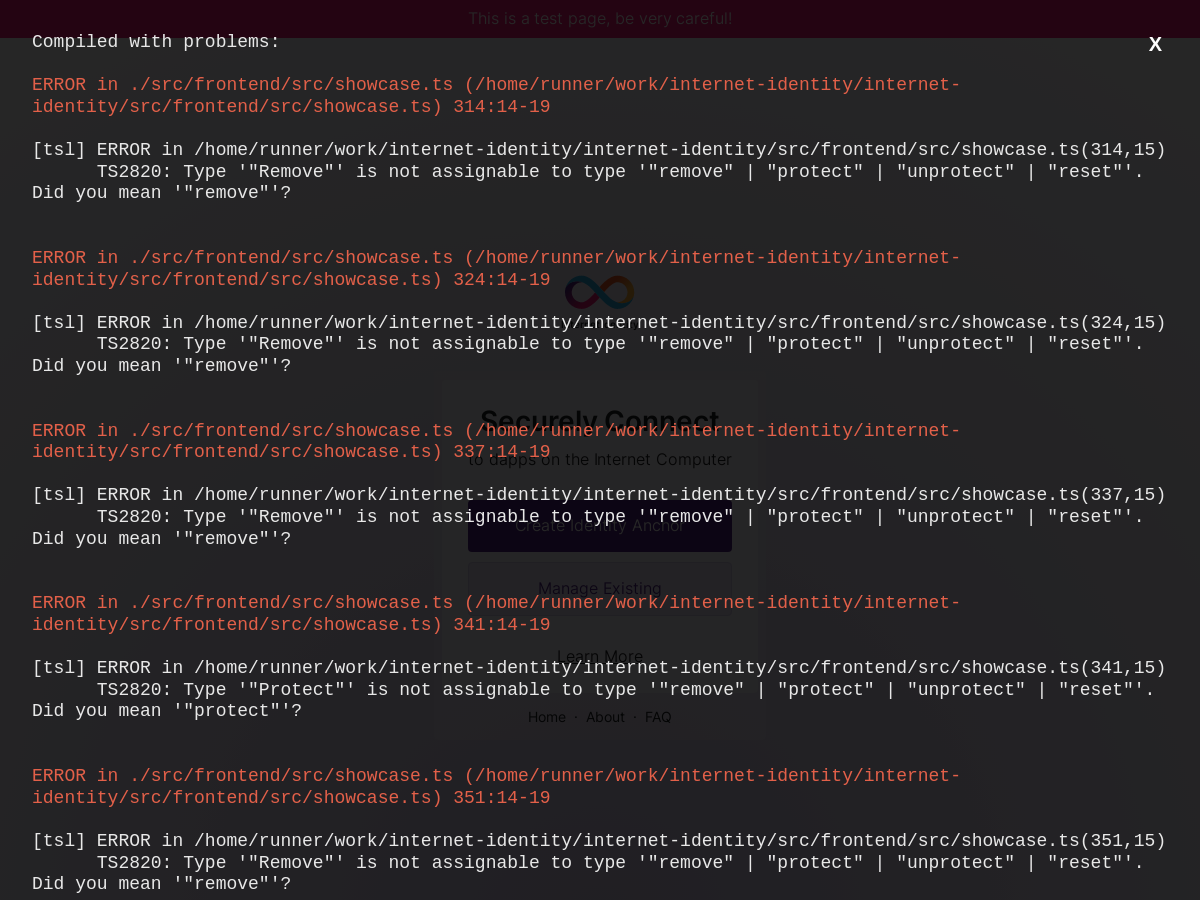 This is a test page, be very careful!
Compiled with problems:
X
ERROR in ./src/frontend/src/showcase.ts (/home/runner/work/internet-identity/internet-
identity/src/frontend/src/showcase.ts) 314:14-19
[tsl] ERROR in /home/runner/work/internet-identity/internet-identity/src/frontend/src/showcase.ts(314,15)
TS2820: Type '"Remove"' is not assignable to type '"remove" | "protect" | "unprotect" | "reset"'.
Did you mean '"remove"'?
ERROR in ./src/frontend/src/showcase.ts (/home/runner/work/internet-identity/internet-
identity/src/frontend/src/showcase.ts) 324:14-19
[tsl] ERROR in /home/runner/work/internet-identity/internet-identity/src/frontend/src/showcase.ts(324,15)
TS2820: Type '"Remove"' is not assignable to type '"remove" | "protect" | "unprotect" | "reset"'.
Did you mean '"remove"'?
Securely Connect
ERROR in ./src/frontend/src/showcase.ts (/home/runner/work/internet-identity/internet-
identity/src/frontend/src/showcase.ts) 337:14-19
to dapps on the Internet Computer
[tsl] ERROR in /home/runner/work/internet-identity/internet-identity/src/frontend/src/showcase.ts(337,15)
TS2820: Type '"Remove"' is not assignable to type '"remove" | "protect" | "unprotect" | "reset"'.
Create Identity Anchor
Did you mean '"remove"'?
Manage Existing
ERROR in ./src/frontend/src/showcase.ts (/home/runner/work/internet-identity/internet-
identity/src/frontend/src/showcase.ts) 341:14-19
Learn More
[tsl] ERROR in /home/runner/work/internet-identity/internet-identity/src/frontend/src/showcase.ts(341,15)
TS2820: Type '"Protect"' is not assignable to type '"remove" | "protect" | "unprotect" | "reset"'.
Did you mean '"protect"'?
Home · About · FAQ
ERROR in ./src/frontend/src/showcase.ts (/home/runner/work/internet-identity/internet-
identity/src/frontend/src/showcase.ts) 351:14-19
[tsl] ERROR in /home/runner/work/internet-identity/internet-identity/src/frontend/src/showcase.ts(351,15)
TS2820: Type '"Remove"' is not assignable to type '"remove" | "protect" | "unprotect" | "reset"'.
Did you mean '"remove"'?